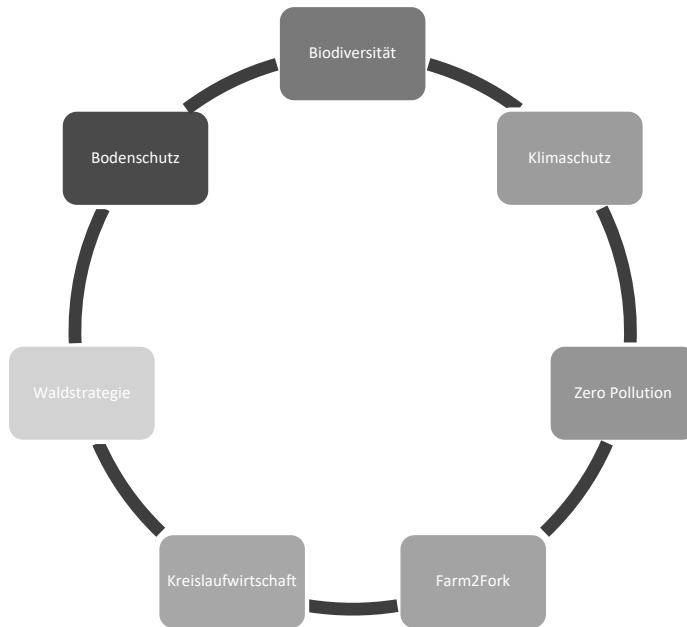 Biodiversität
Klimaschutz
Zero Pollution
Farm2Fork
Kreislaufwirtschaft
Waldstrategie
Bodenschutz